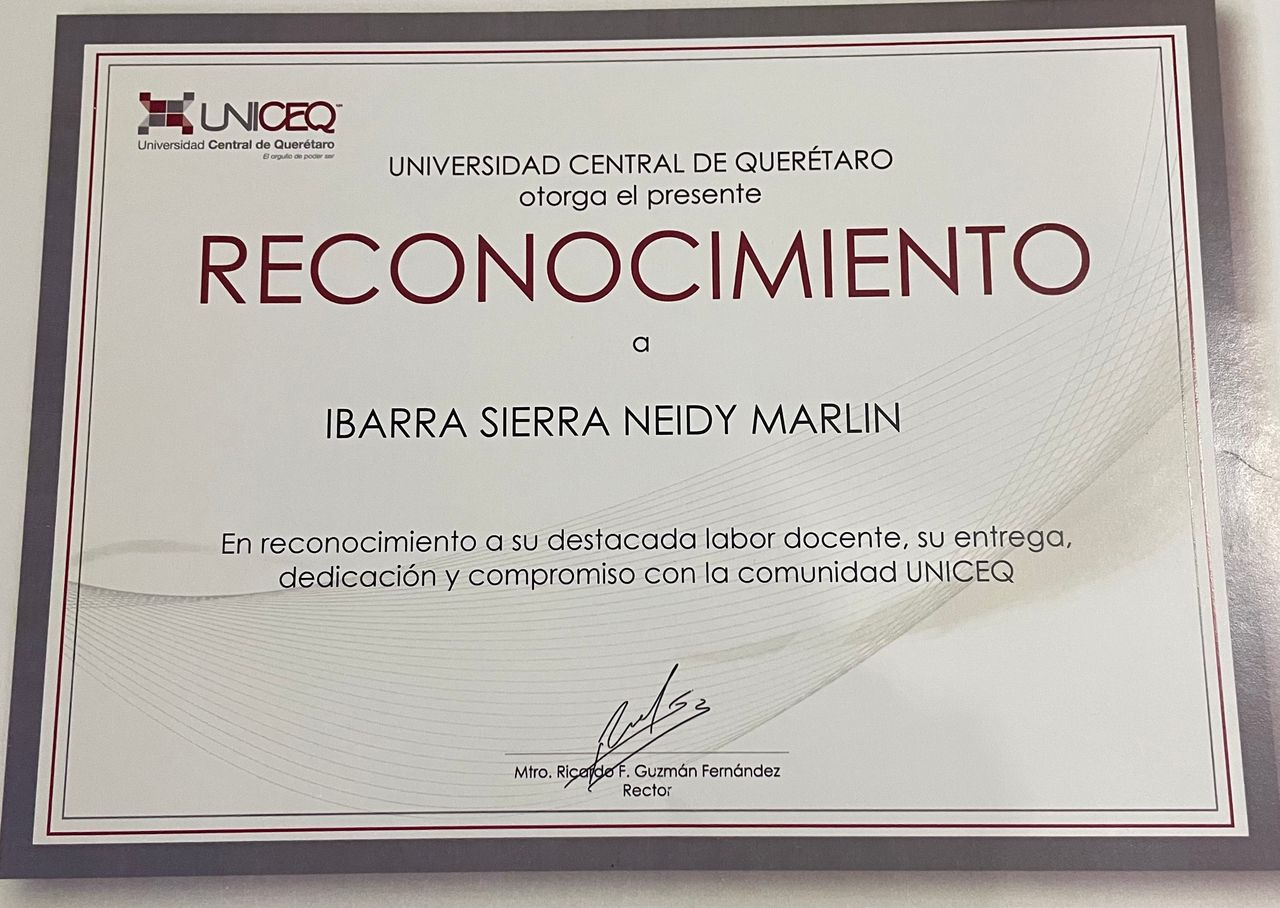 UNICEQ
Universidad Central de Querétaro
El orgullo de poder ser
UNIVERSIDAD CENTRAL DE QUERÉTARO
otorga el presente
RECONOCIMIENTO
a
IBARRA SIERRA NEIDY MARLIN
En reconocimiento a su destacada labor docente, su entrega,
dedicación y compromiso con la comunidad UNICEQ
Mtro. Ricardo F. Guzmán Fernández
Rector